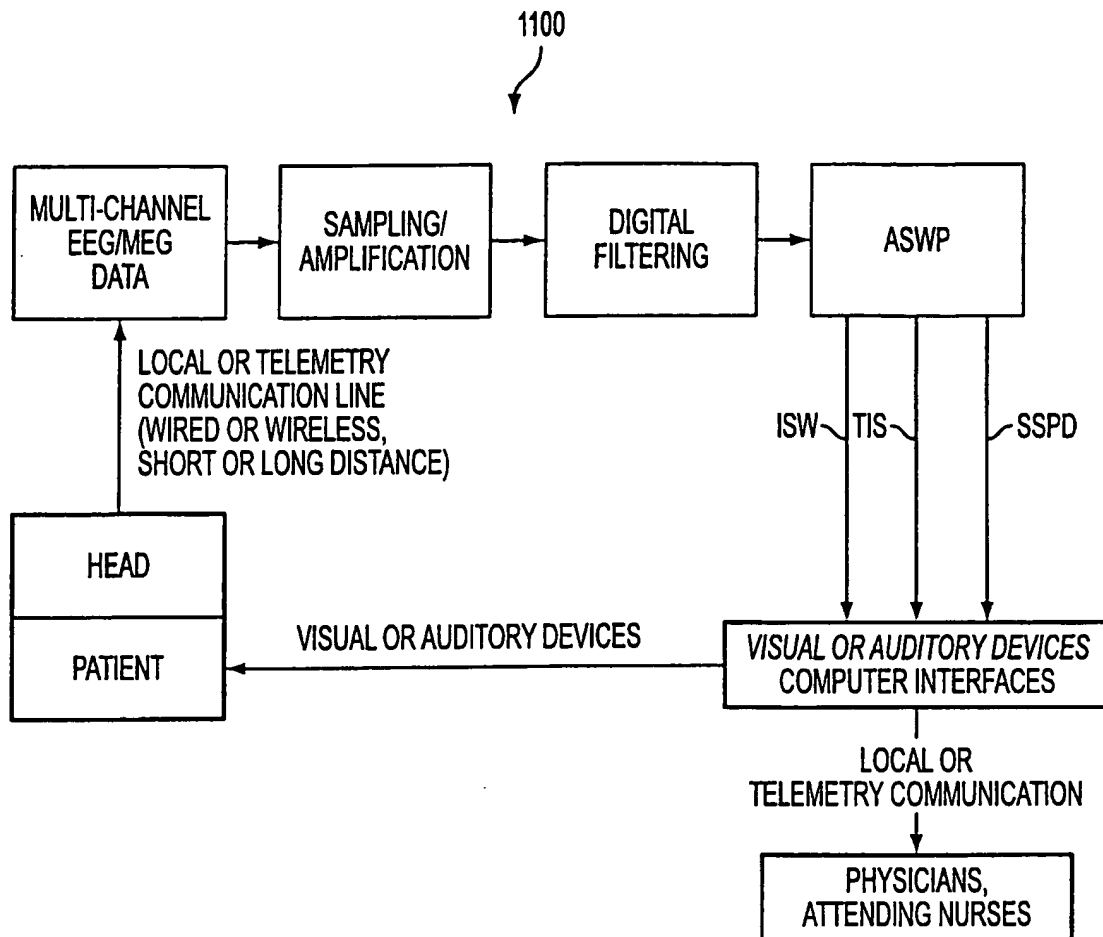 1100
MULTI-CHANNEL
EEG/MEG
DATA
SAMPLING/
AMPLIFICATION
DIGITAL
FILTERING
ASWP
LOCAL OR TELEMETRY
COMMUNICATION LINE
(WIRED OR WIRELESS,
SHORT OR LONG DISTANCE)
ISW
TIS
SSPD
HEAD
PATIENT
VISUAL OR AUDITORY DEVICES
VISUAL OR AUDITORY DEVICES
COMPUTER INTERFACES
LOCAL OR
TELEMETRY COMMUNICATION
PHYSICIANS,
ATTENDING NURSES